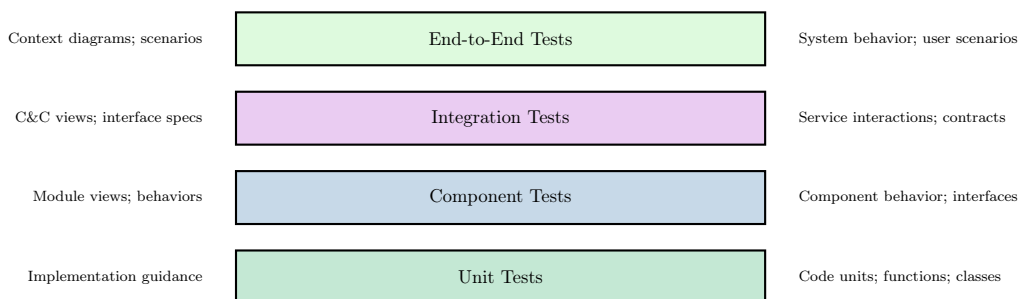 Context diagrams; scenarios
End-to-End Tests
System behavior; user scenarios
C&C views; interface specs
Integration Tests
Service interactions; contracts
Module views; behaviors
Component Tests
Component behavior; interfaces
Implementation guidance
Unit Tests
Code units; functions; classes